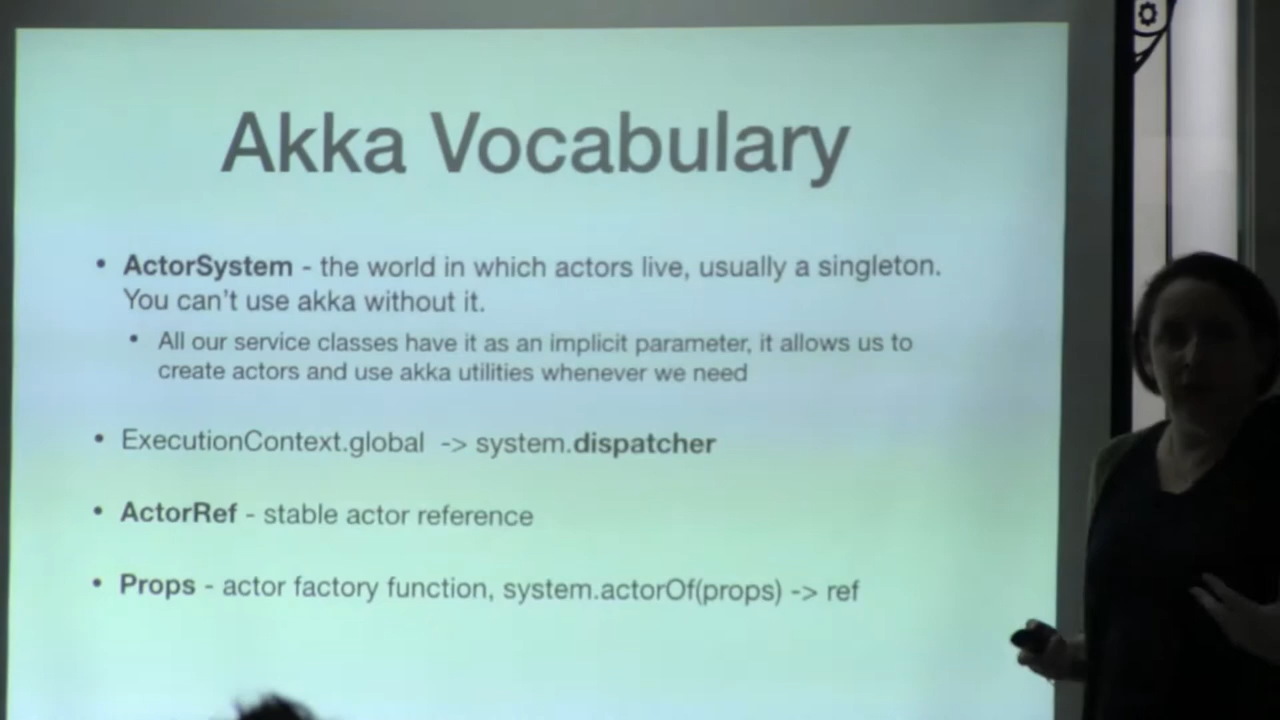 Akka Vocabulary
• ActorSystem - the world in which actors live, usually a singleton.
You can't use akka without it.
• All our service classes have it as an implicit parameter, it allows us to
create actors and use akka utilities whenever we need
• ExecutionContext.global -> system.dispatcher
• ActorRef - stable actor reference
• Props - actor factory function, system.actorOf(props) -> ref